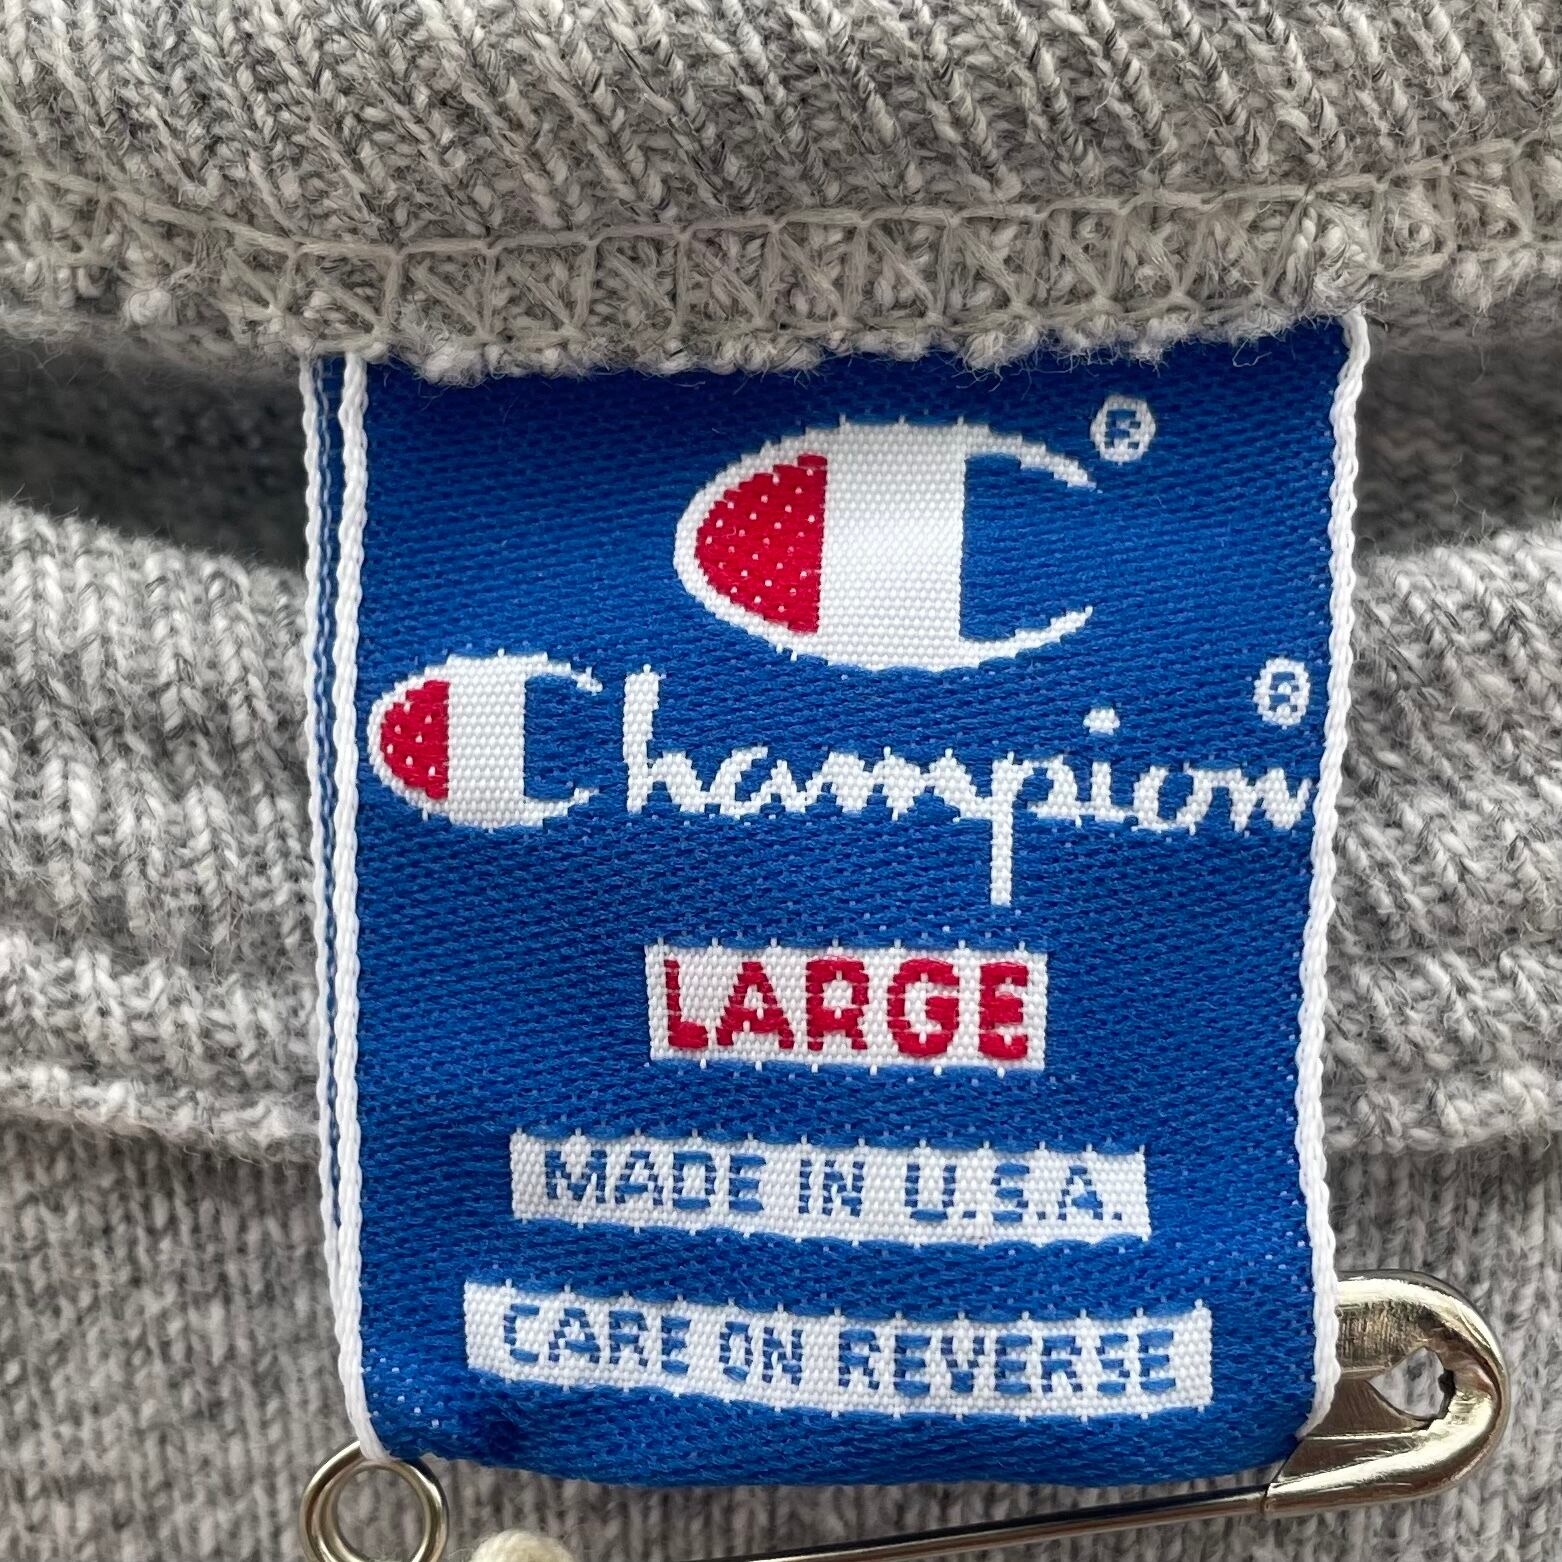 C®
Champion®
LARGE
MADE IN U.S.A.
CARE ON REVERSE